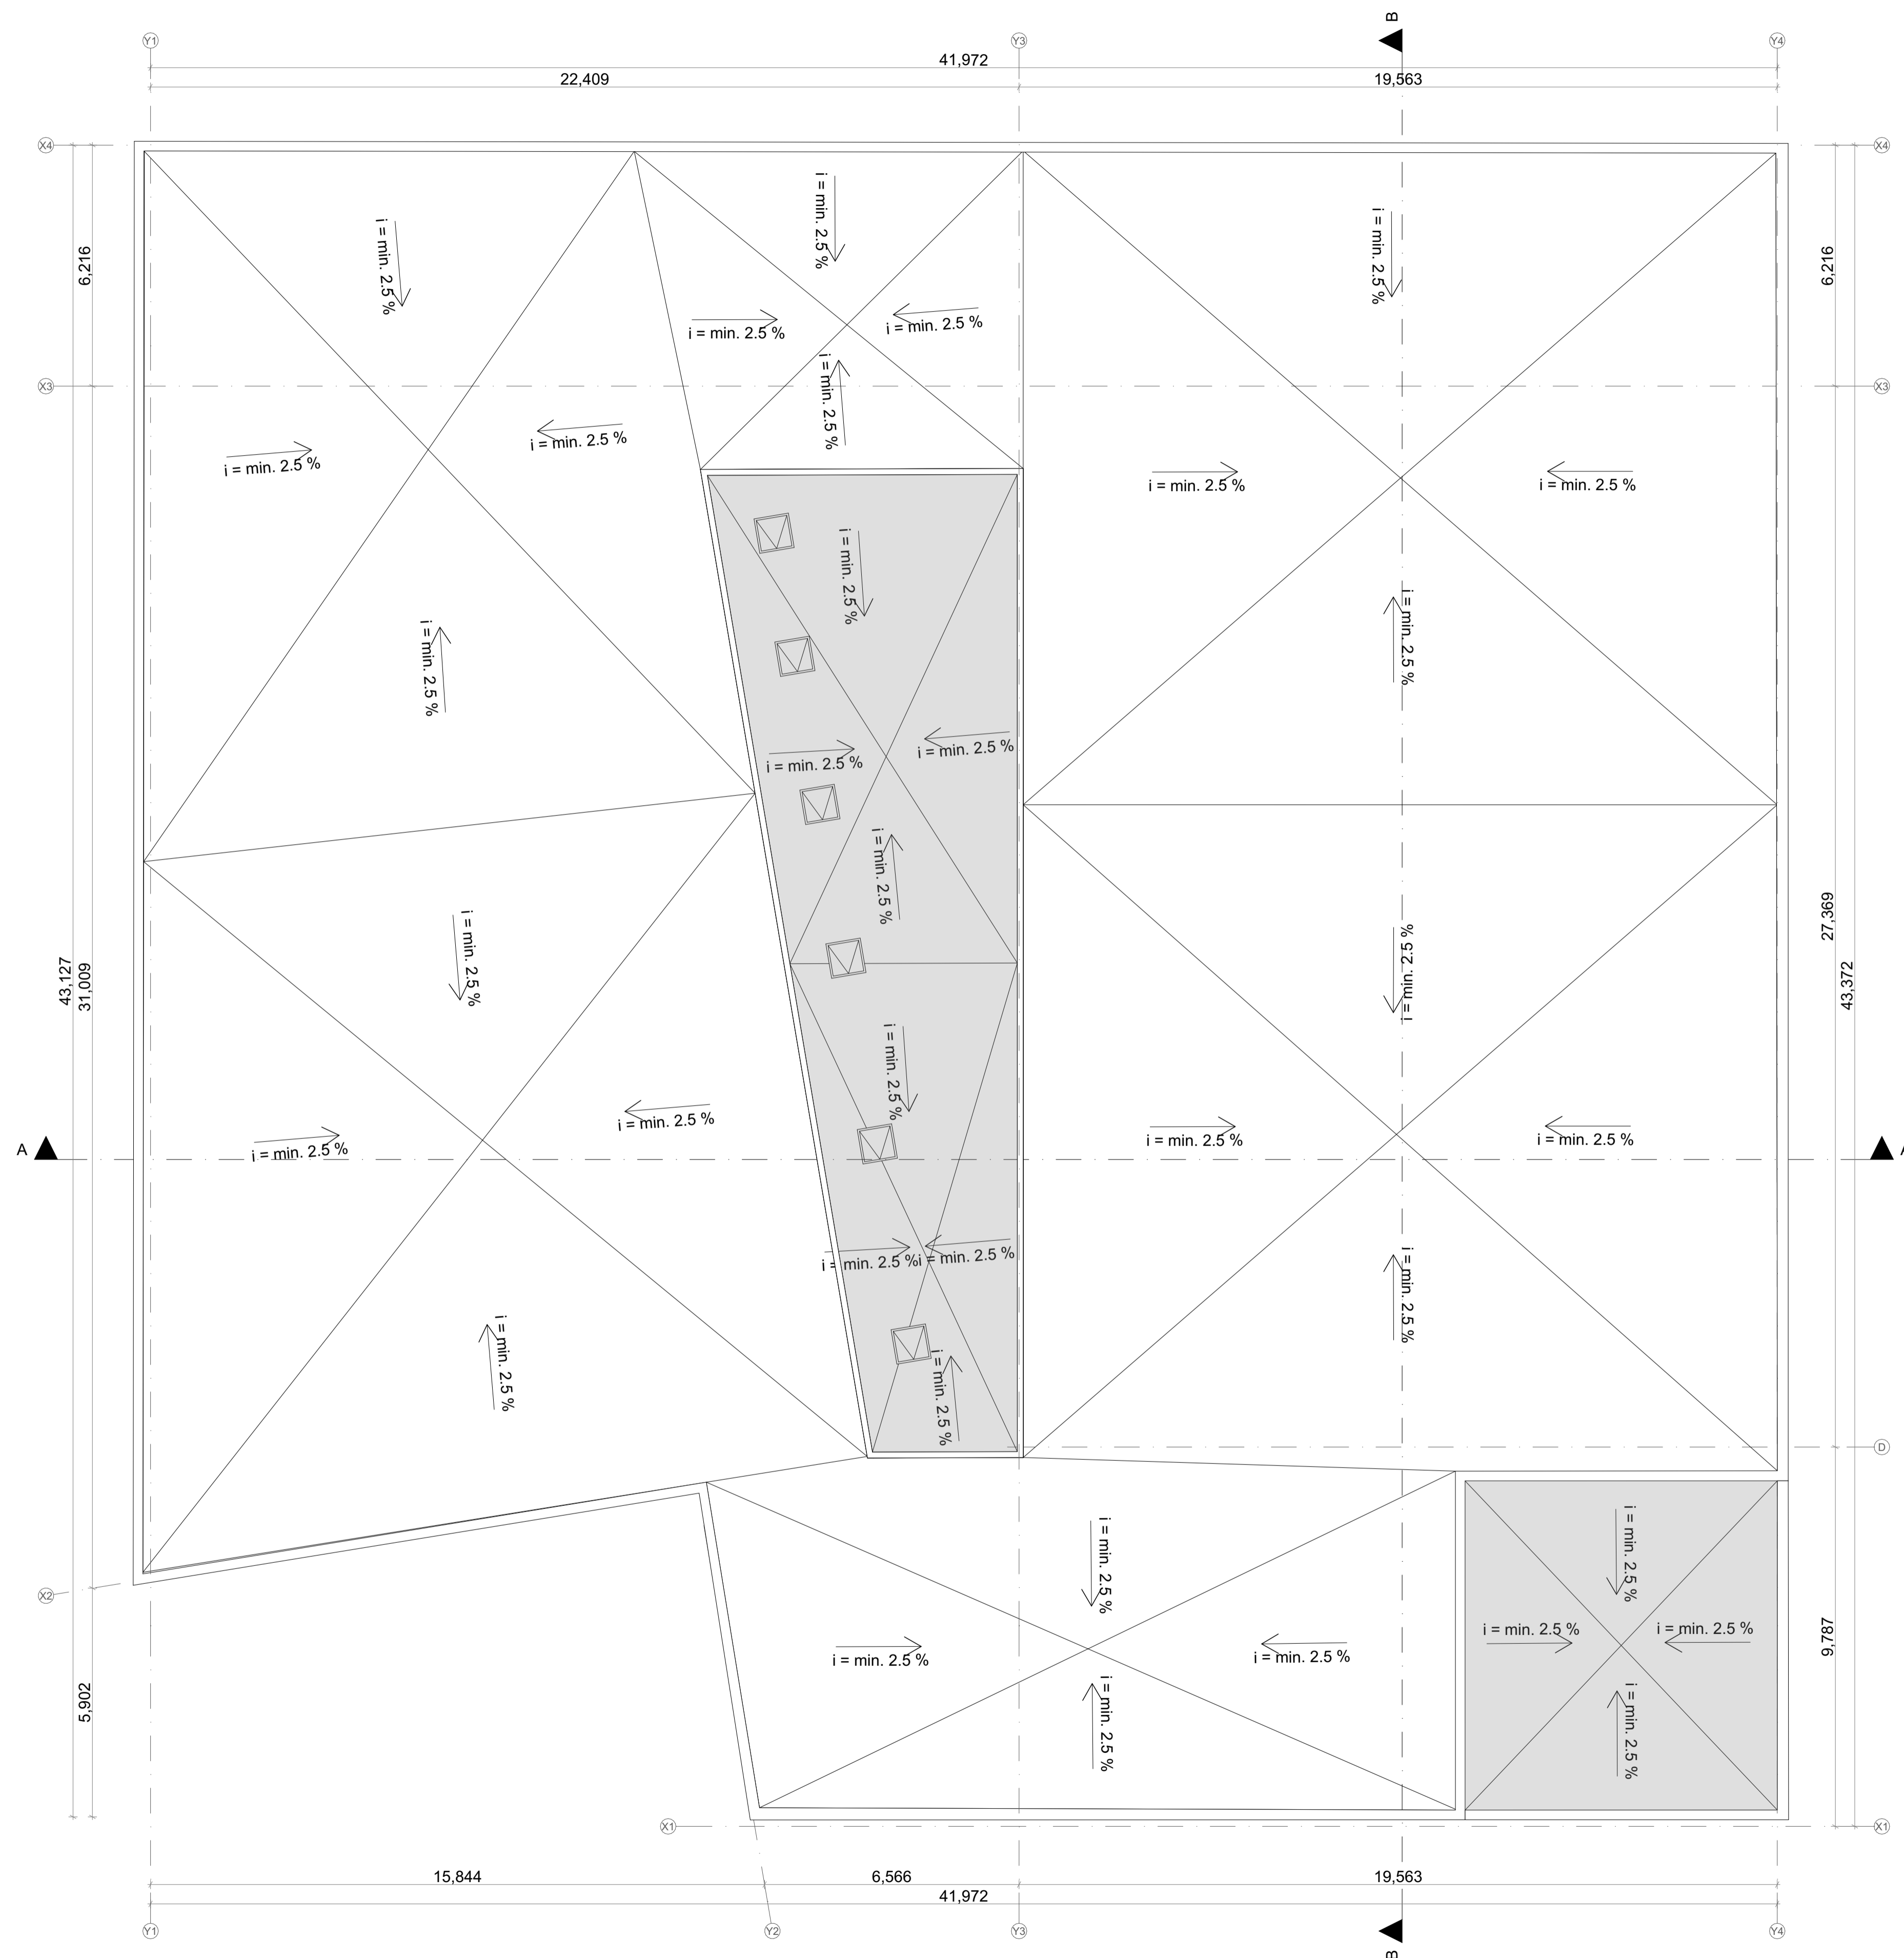 B
Y1
Y3
Y4
41,972
22,409
19,563
X4
X4
i = min. 2.5 %
i = min. 2.5 %
i = min. 2.5 %
6,216
6,216
i = min. 2.5 %
i = min. 2.5 %
X3
X3
i = min. 2.5 %
i = min. 2.5 %
i = min. 2.5 %
i = min. 2.5 %
i = min. 2.5 %
i = min. 2.5 %
i = min. 2.5 %
i = min. 2.5 %
i = min. 2.5 %
i = min. 2.5 %
i = min. 2.5 %
i = min. 2.5 %
27,369
i = min. 2.5 %
i = min. 2.5 %
43,127
31,009
43,372
i = min. 2.5 %
i = min. 2.5 %
i = min. 2.5 %
i = min. 2.5 %
i = min. 2.5 %
A
A
i = min. 2.5 %
i = min. 2.5 %
i = min. 2.5 %
i = min. 2.5 %
i = min. 2.5 %
D
i = min. 2.5 %
i = min. 2.5 %
X2
i = min. 2.5 %
i = min. 2.5 %
9,787
i = min. 2.5 %
i = min. 2.5 %
5,902
i = min. 2.5 %
i = min. 2.5 %
X1
X1
15,844
6,566
19,563
41,972
Y1
Y2
Y3
Y4
B